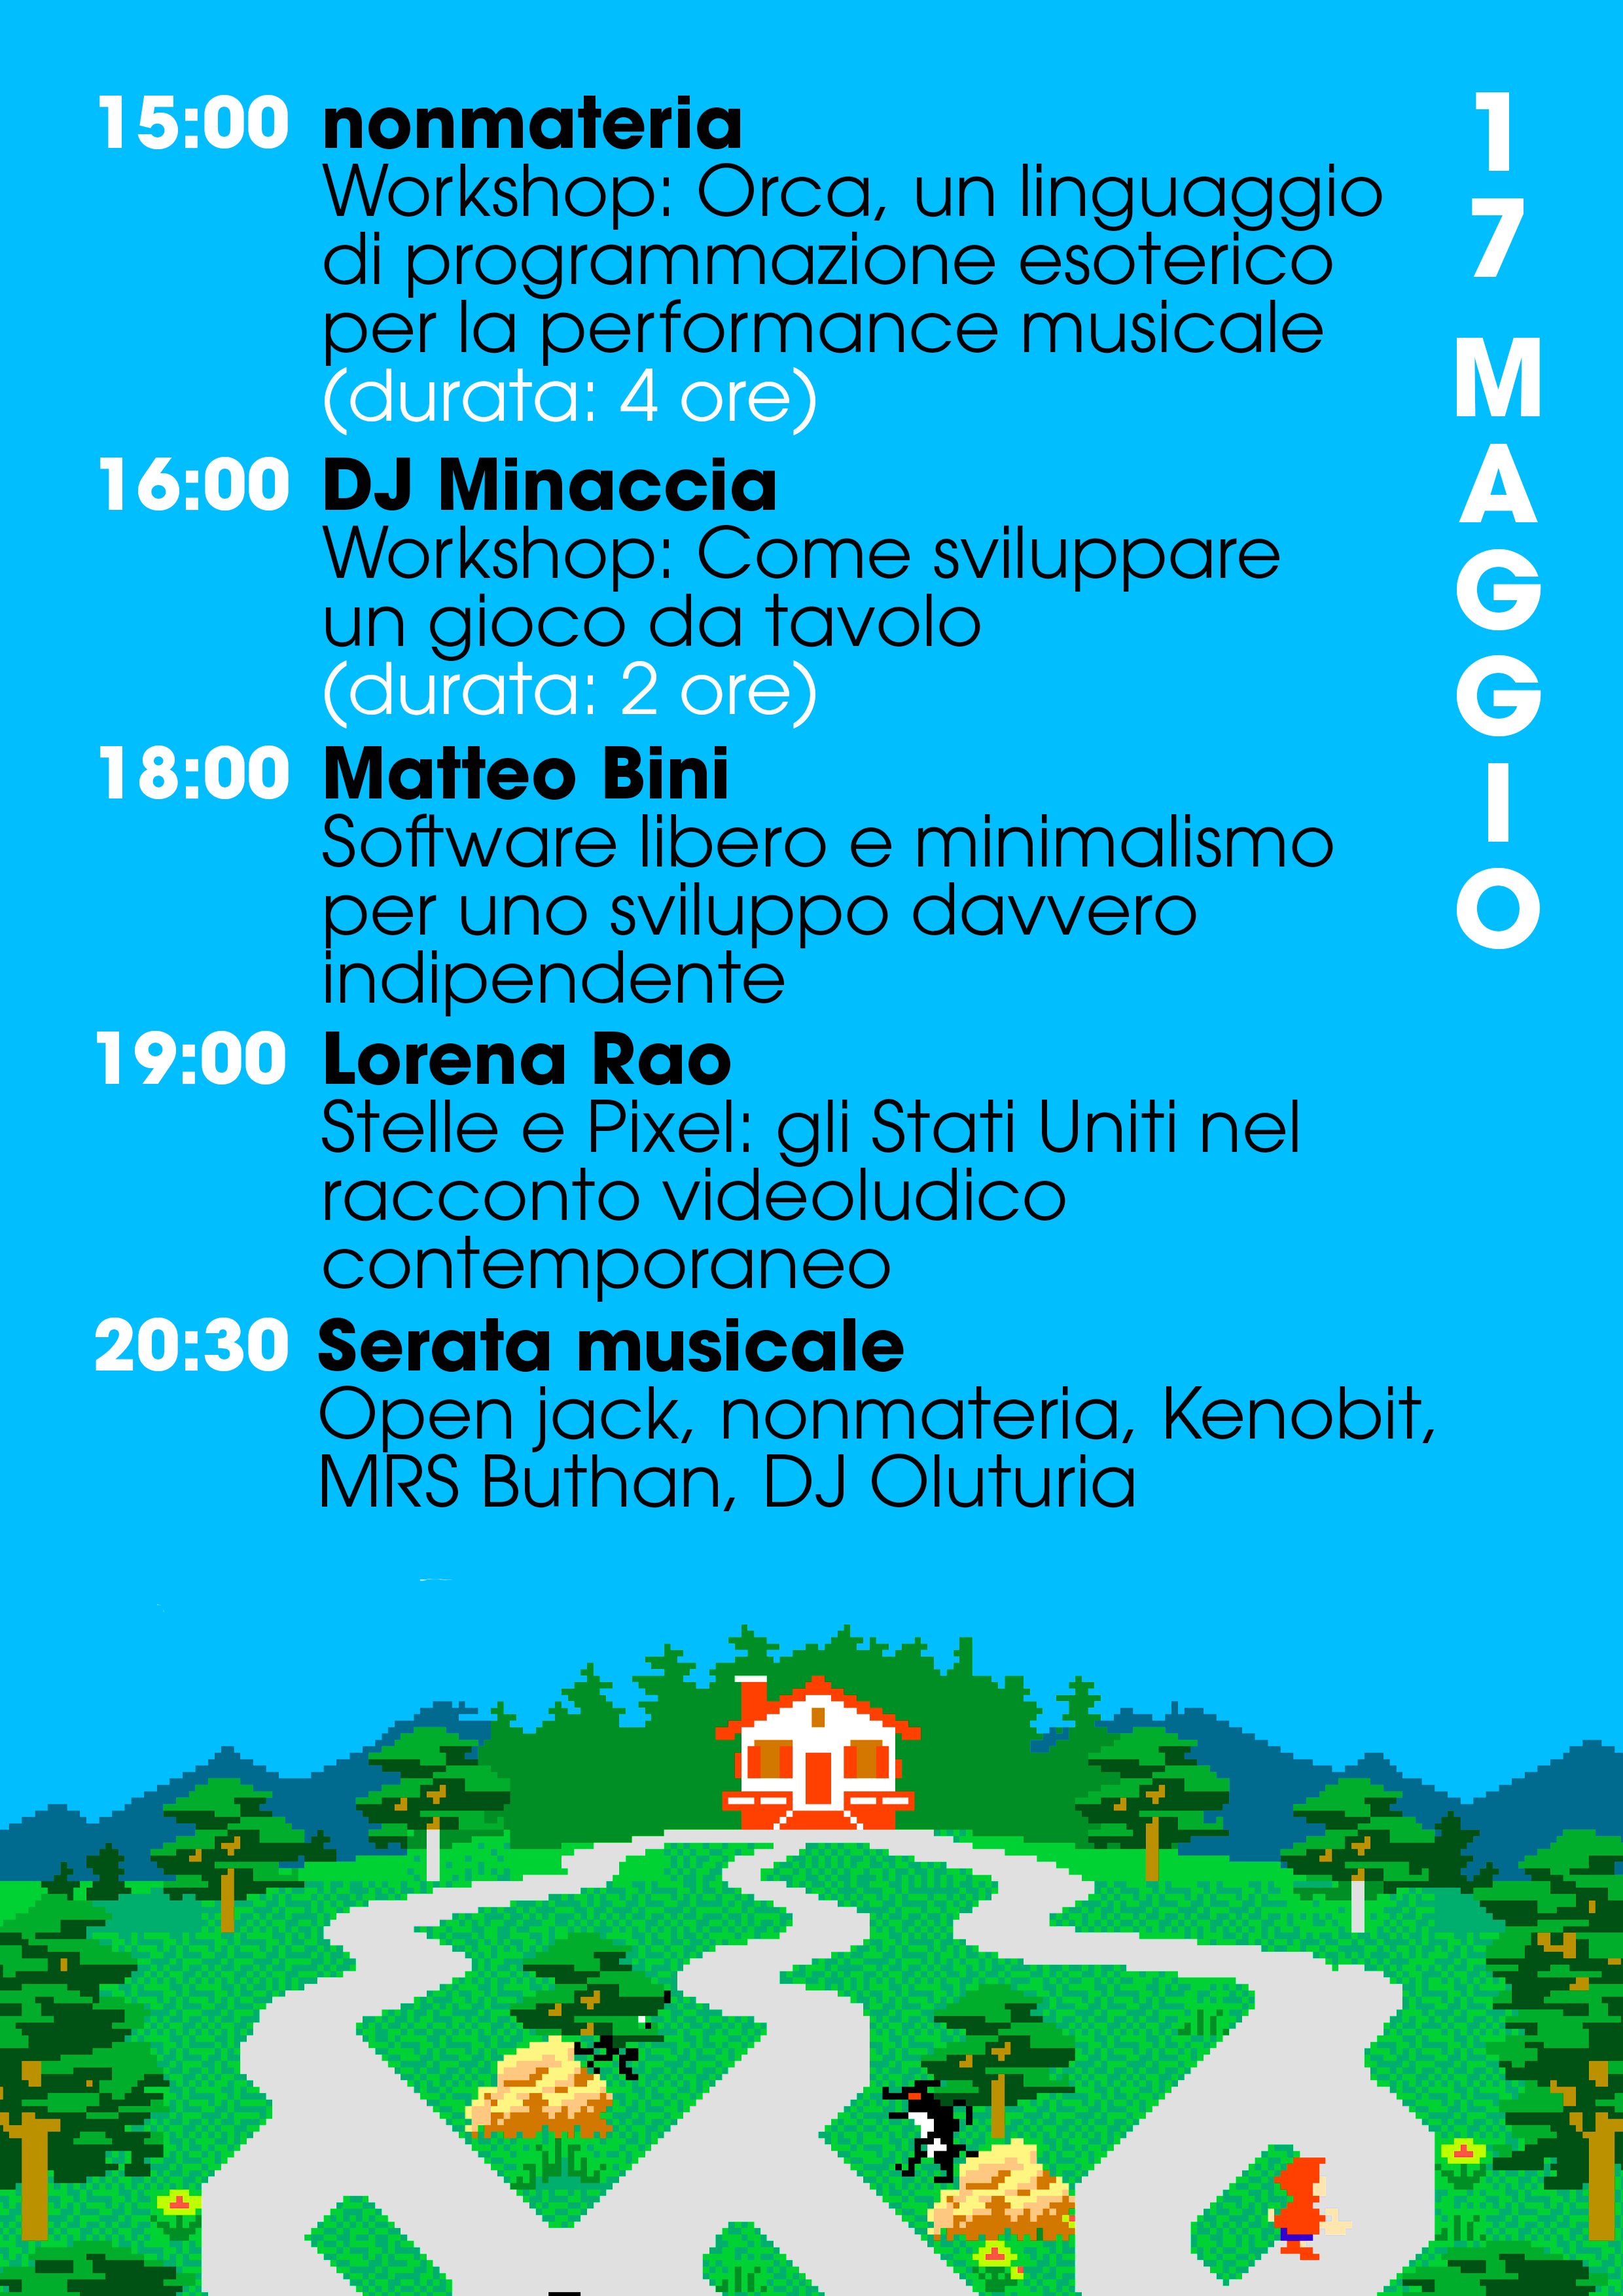 15:00 nonmateria
Workshop: Orca, un linguaggio
di programmazione esoterico
per la performance musicale
(durata: 4 ore)
16:00 DJ Minaccia
Workshop: Come sviluppare
un gioco da tavolo
(durata: 2 ore)
18:00 Matteo Bini
Software libero e minimalismo
per uno sviluppo davvero
indipendente
19:00 Lorena Rao
Stelle e Pixel: gli Stati Uniti nel
racconto videoludico
contemporaneo
20:30 Serata musicale
Open jack, nonmateria, Kenobit,
MRS Buthan, DJ Oluturia
17 MAGGIO